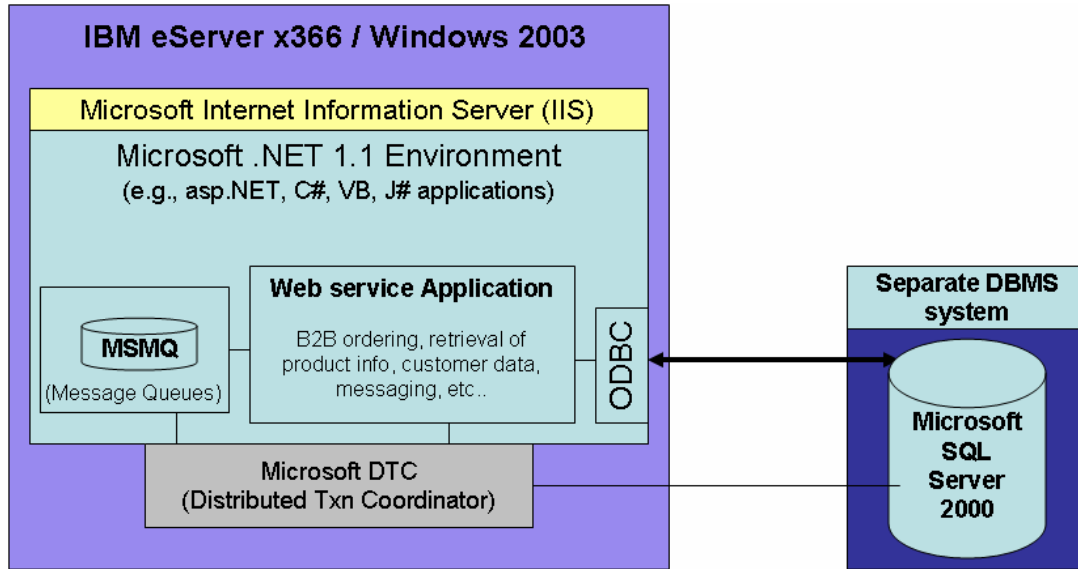 IBM eServer x366 / Windows 2003
Microsoft Internet Information Server (IIS)
Microsoft .NET 1.1 Environment
(e.g., asp.NET, C#, VB, J# applications)
MSMQ
(Message Queues)
Web service Application
B2B ordering, retrieval of
product info, customer data,
messaging, etc..
ODBC
Microsoft DTC
(Distributed Txn Coordinator)
Separate DBMS
system
Microsoft
SQL
Server
2000